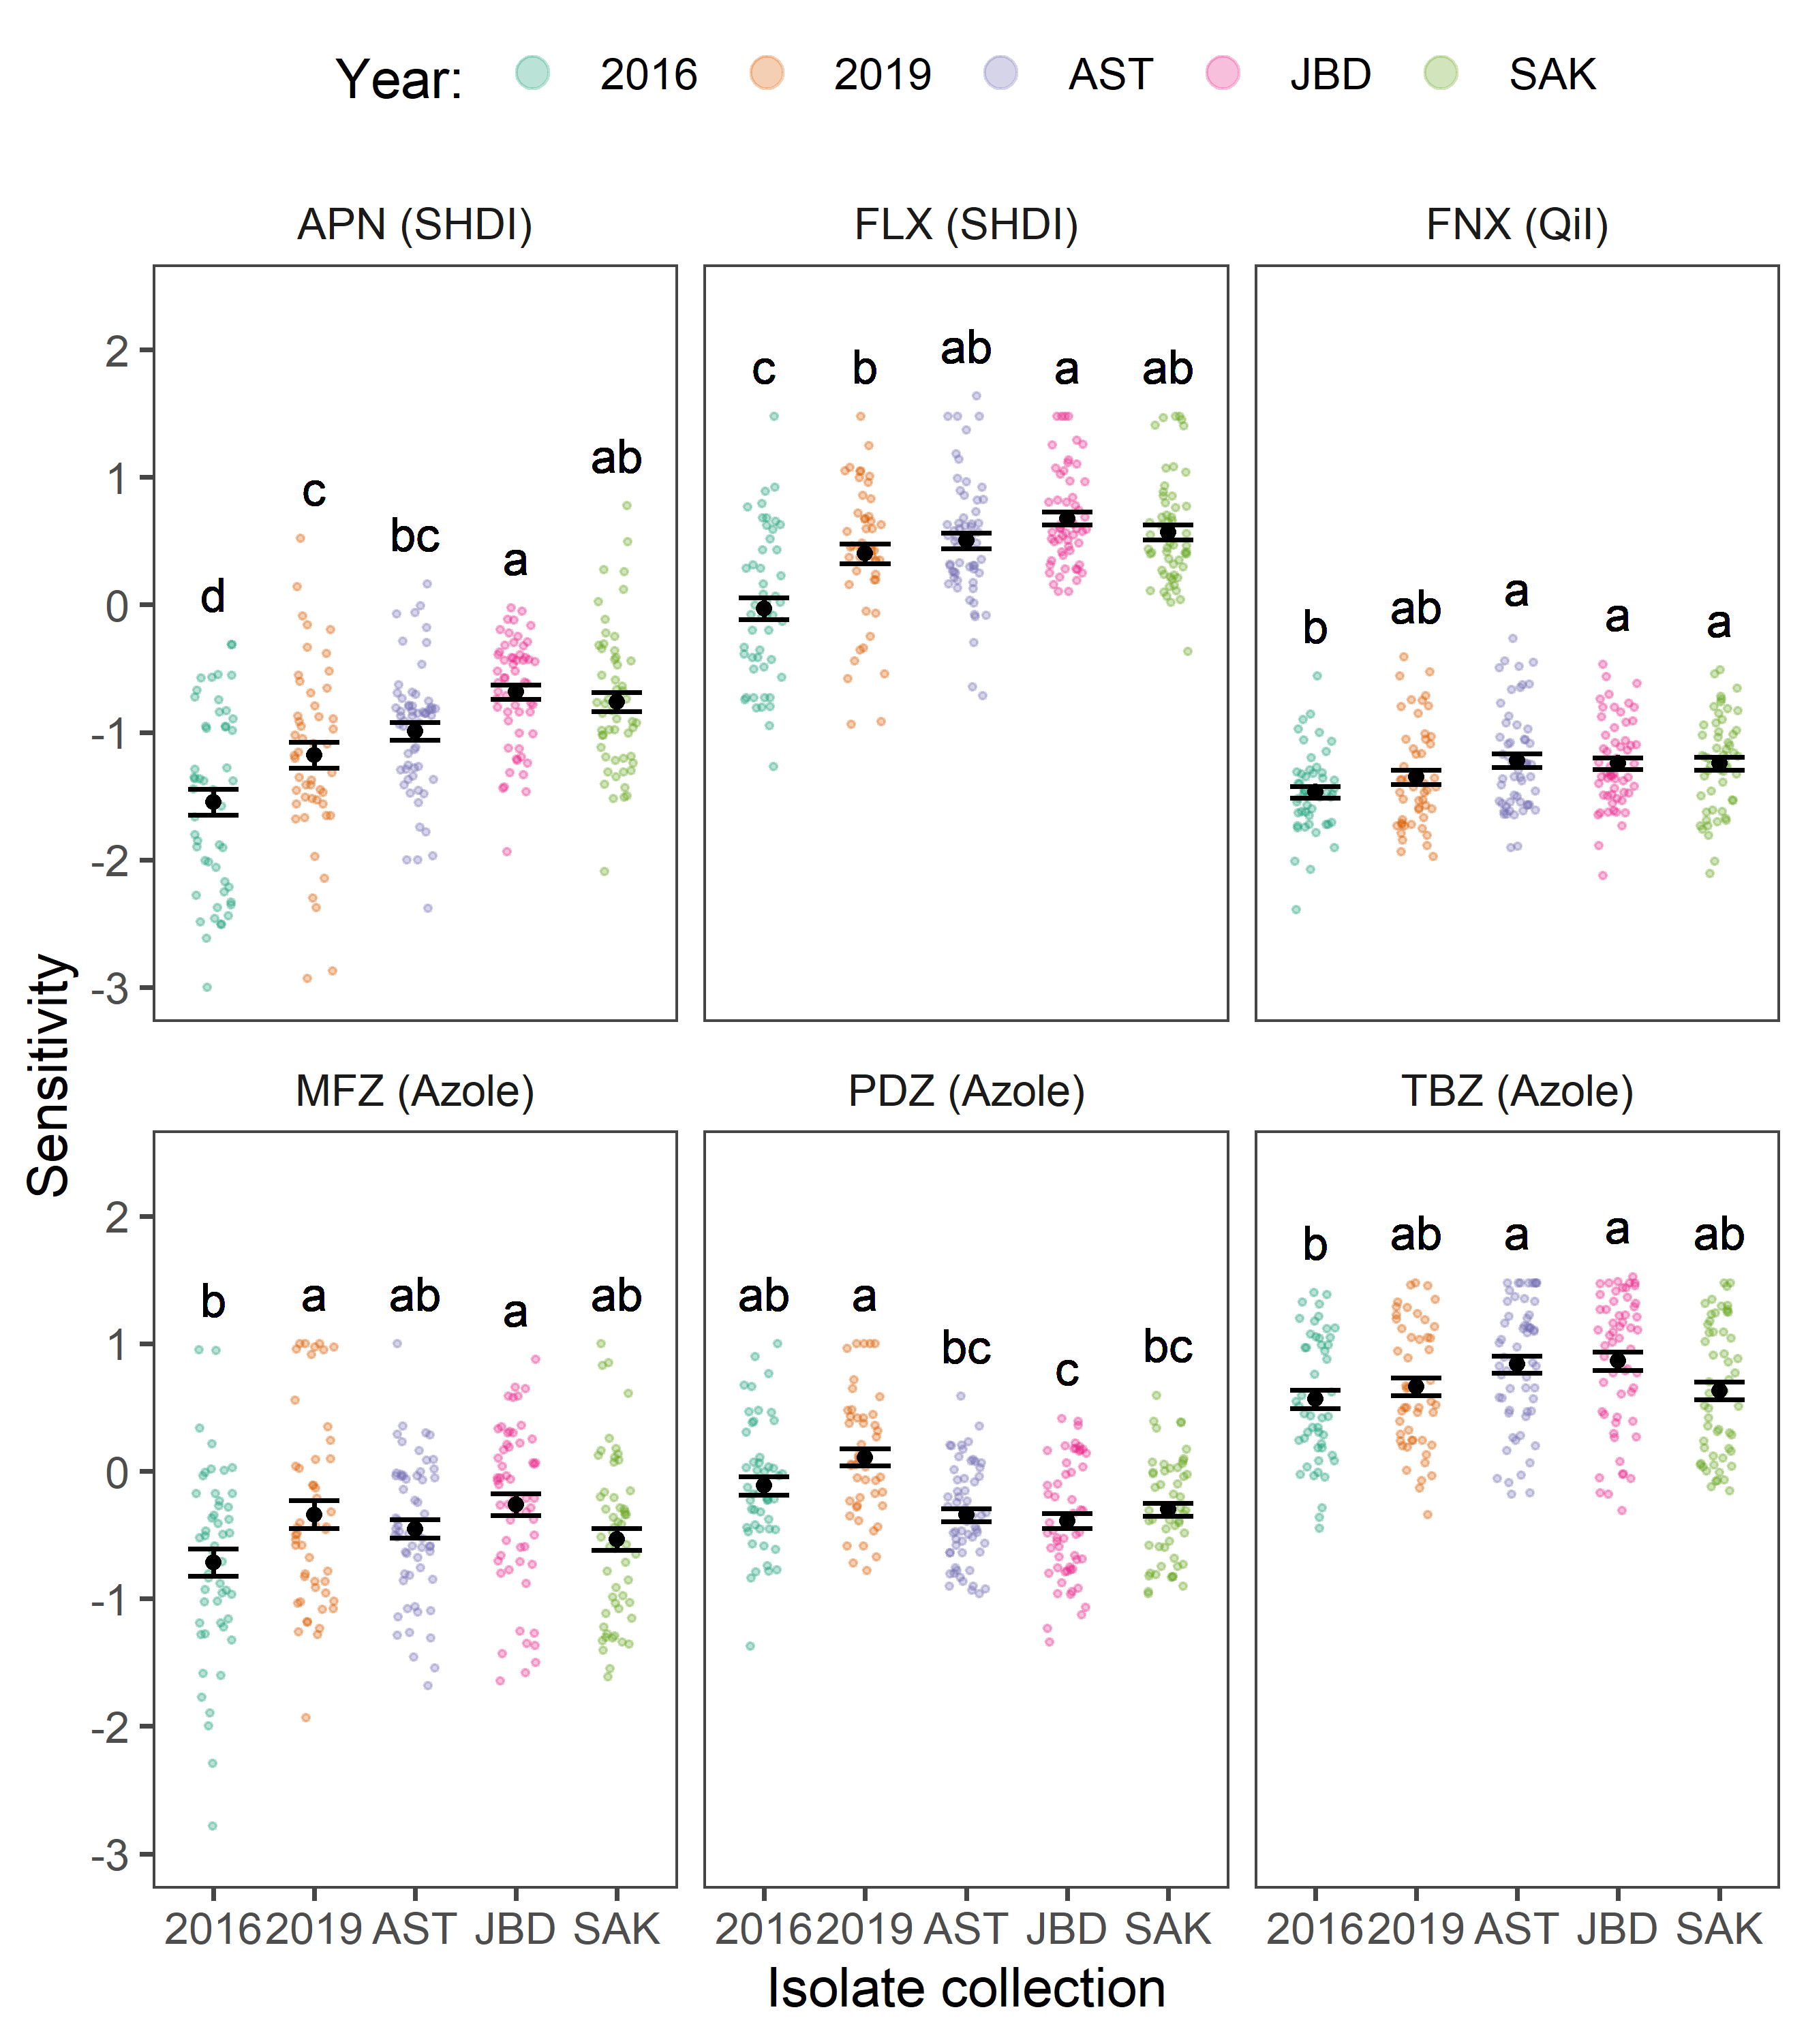 Year: 2016 2019 AST JBD SAK
APN (SHDI) FLX (SHDI) FNX (QiI)
2
1
0
-1
-2
-3
d c bc a ab
c b ab a ab
b ab a a a
Sensitivity
MFZ (Azole) PDZ (Azole) TBZ (Azole)
2
1
0
-1
-2
-3
b a ab a ab
ab a bc c bc
b ab a a ab
2016 2019 AST JBD SAK 2016 2019 AST JBD SAK 2016 2019 AST JBD SAK
Isolate collection